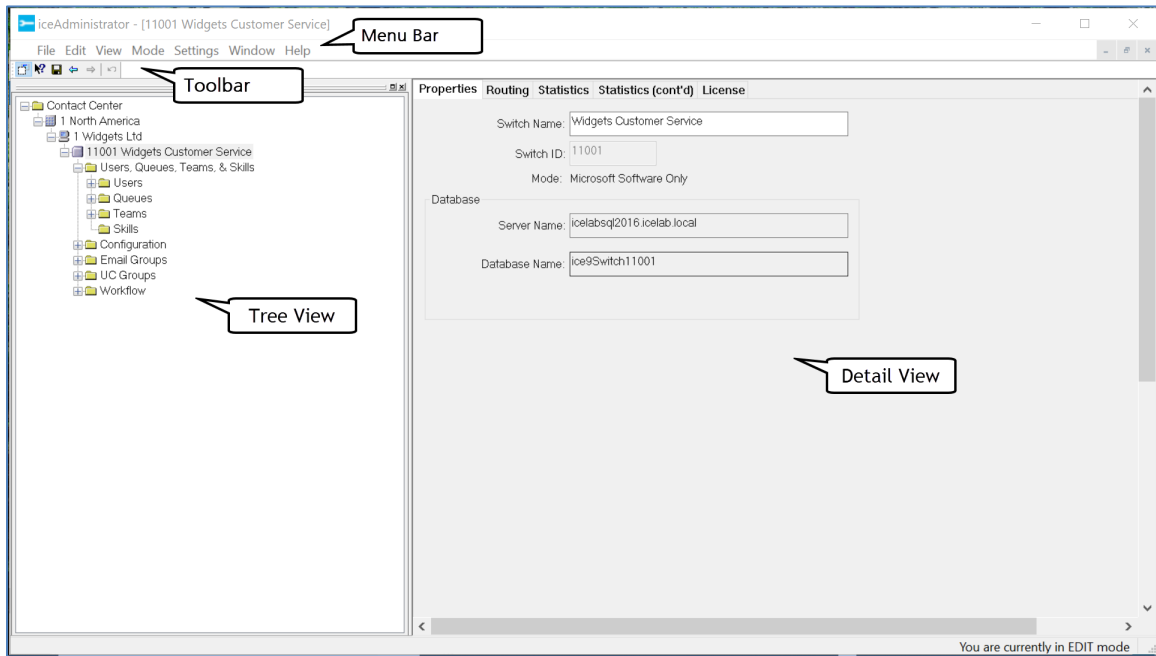 iceAdministrator - [11001 Widgets Customer Service]
Menu Bar
File Edit View Mode Settings Window Help
Toolbar
Contact Center
1 North America
1 Widgets Ltd
11001 Widgets Customer Service
Users, Queues, Teams, & Skills
Users
Queues
Teams
Skills
Configuration
Email Groups
UC Groups
Workflow
Tree View
Properties Routing Statistics Statistics (cont'd) License
Switch Name: Widgets Customer Service
Switch ID: 11001
Mode: Microsoft Software Only
Database
Server Name: icelabsql2016.icelab.local
Database Name: ice9Switch11001
Detail View
You are currently in EDIT mode